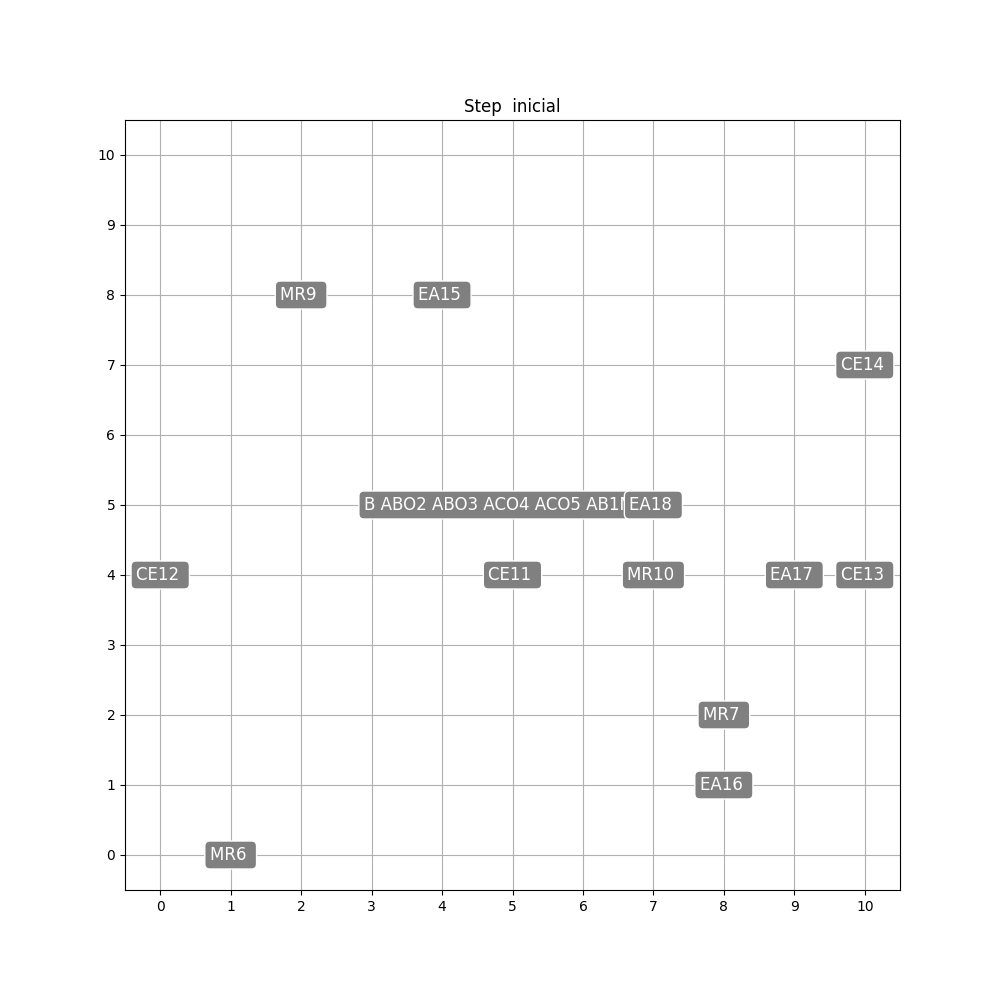 Step inicial
10
9
8 MR9 EA15
7 CE14
6
5 B ABO2 ABO3 ACO4 ACO5 EA18
4 CE12 CE11 MR10 EA17 CE13
3
2 MR7
1 EA16
0 MR6
0 1 2 3 4 5 6 7 8 9 10